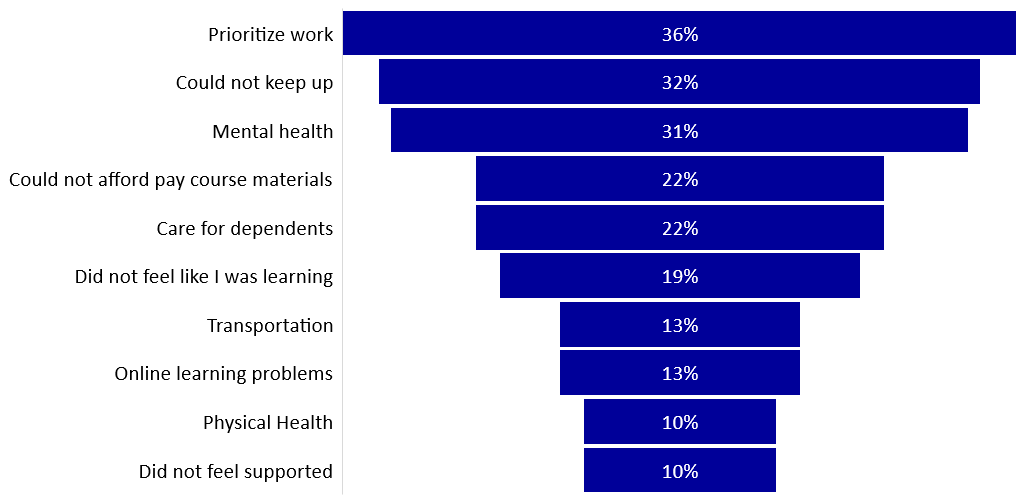 Prioritize work 36%
Could not keep up 32%
Mental health 31%
Could not afford pay course materials 22%
Care for dependents 22%
Did not feel like I was learning 19%
Transportation 13%
Online learning problems 13%
Physical Health 10%
Did not feel supported 10%